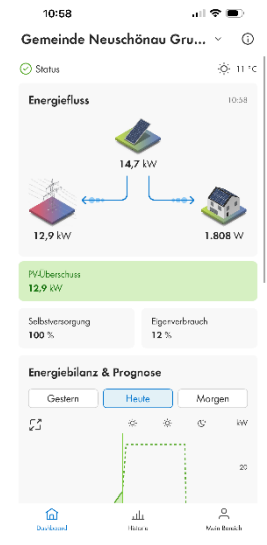 10:58
Gemeinde Neuschönau Gru...
Status
11 °C
Energiefluss
10:58
14,7 kW
12,9 kW
1.808 W
PV-Überschuss
12,9 kW
Selbstversorgung
100 %
Eigenverbrauch
12 %
Energiebilanz & Prognose
Gestern
Heute
Morgen
kW
20
Dashboard
Historie
Mein Bereich